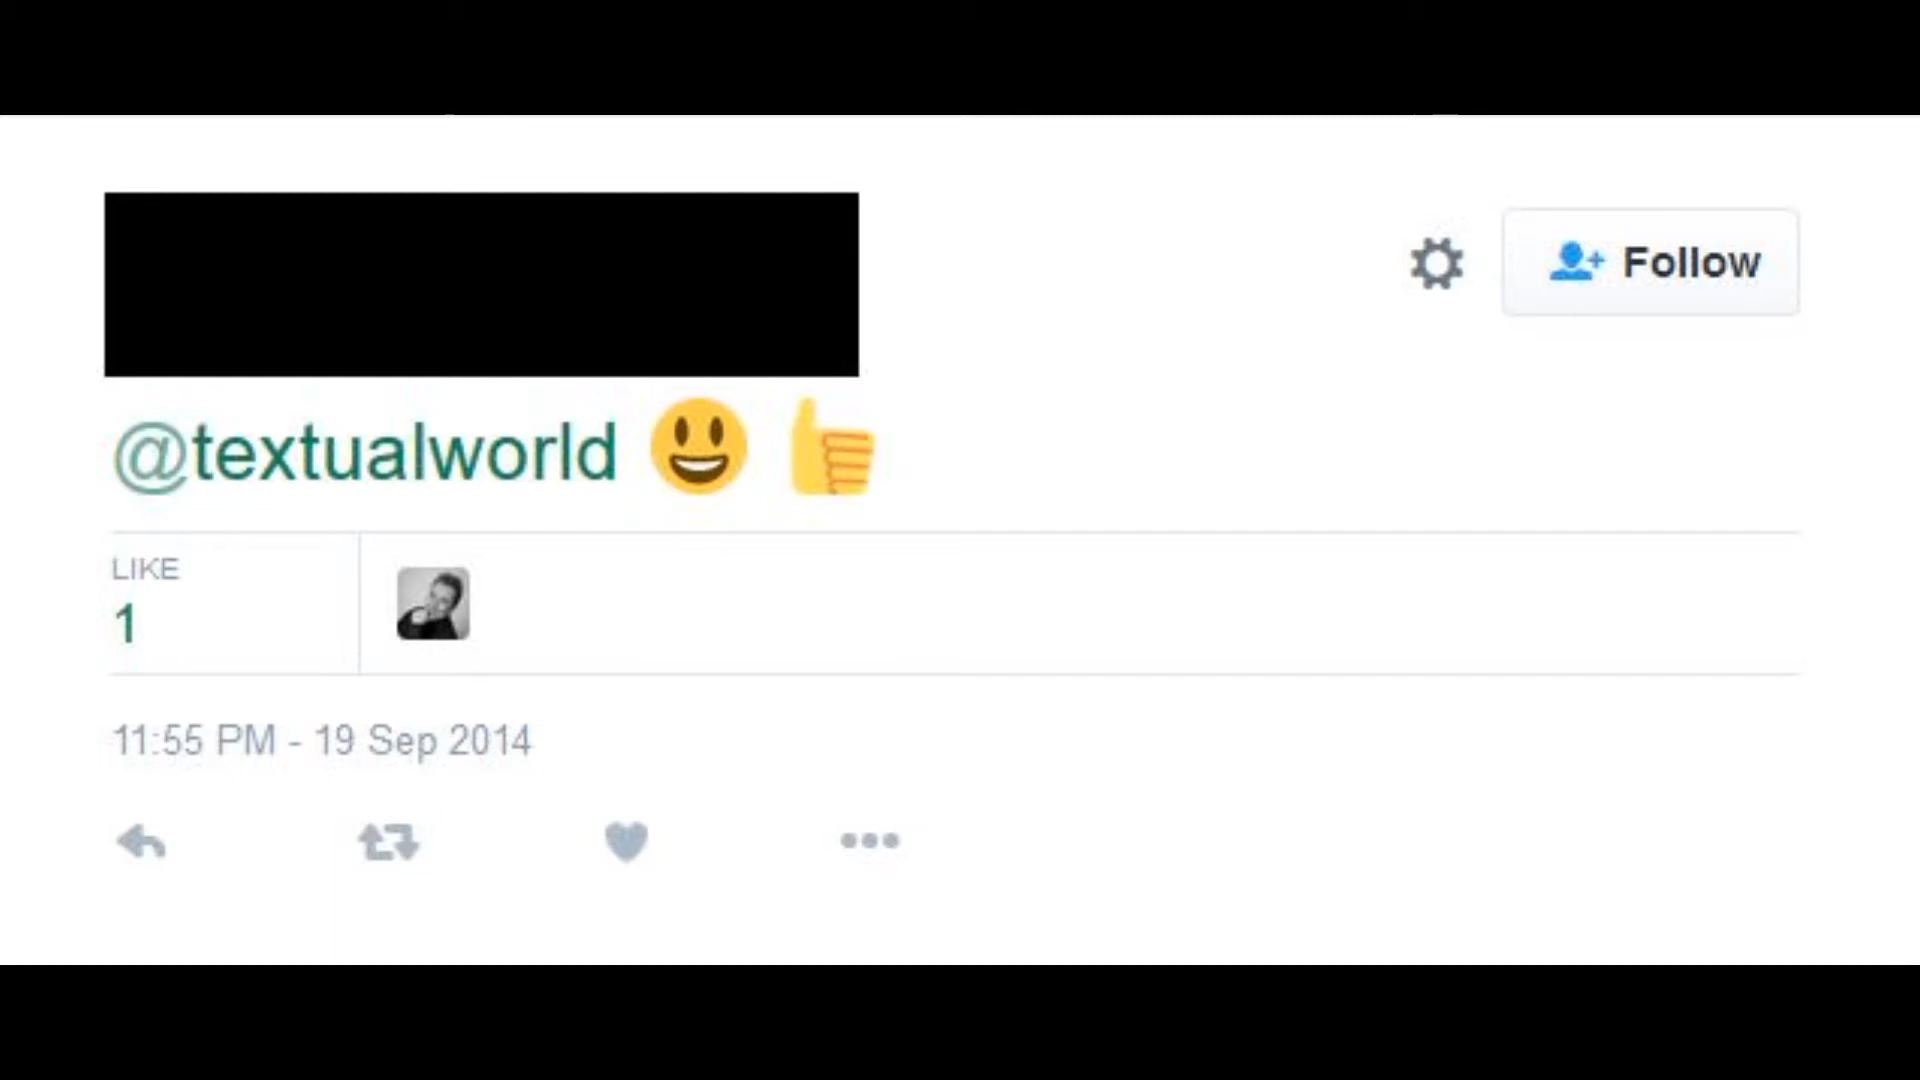 Follow
@textualworld 😃 👍
LIKE
1
11:55 PM - 19 Sep 2014